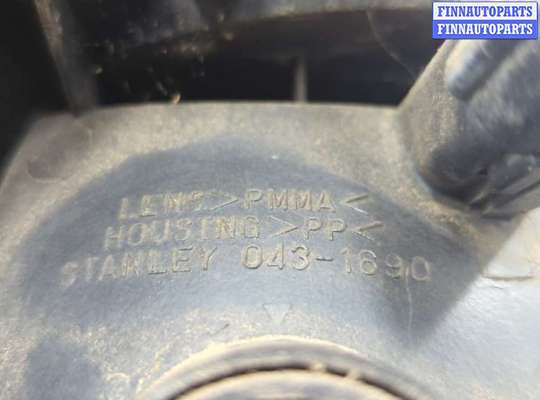 FINNAUTOPARTS
FINNAUTOPARTS
LENS>PMMA<
HOUSING>PP<
STANLEY 043-1690